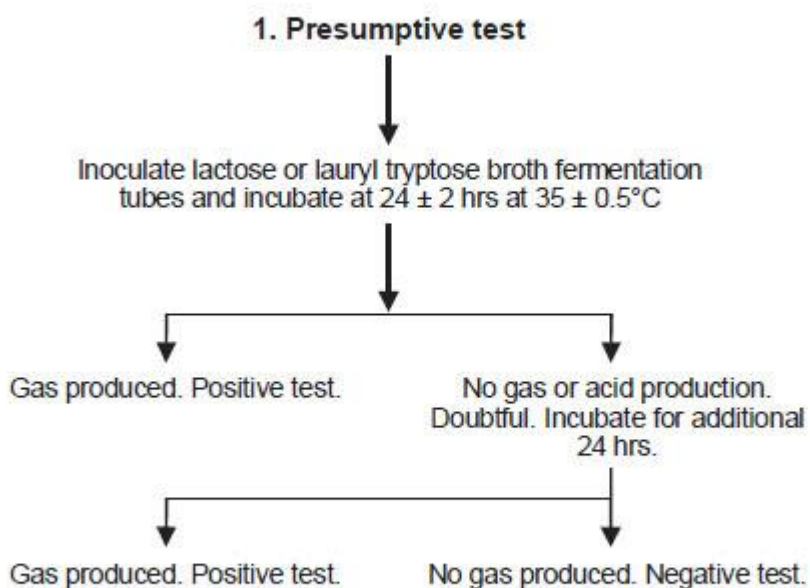 1. Presumptive test
Inoculate lactose or lauryl tryptose broth fermentation
tubes and incubate at 24 ± 2 hrs at 35 ± 0.5°C
Gas produced. Positive test.
No gas or acid production.
Doubtful. Incubate for additional
24 hrs.
Gas produced. Positive test.
No gas produced. Negative test.